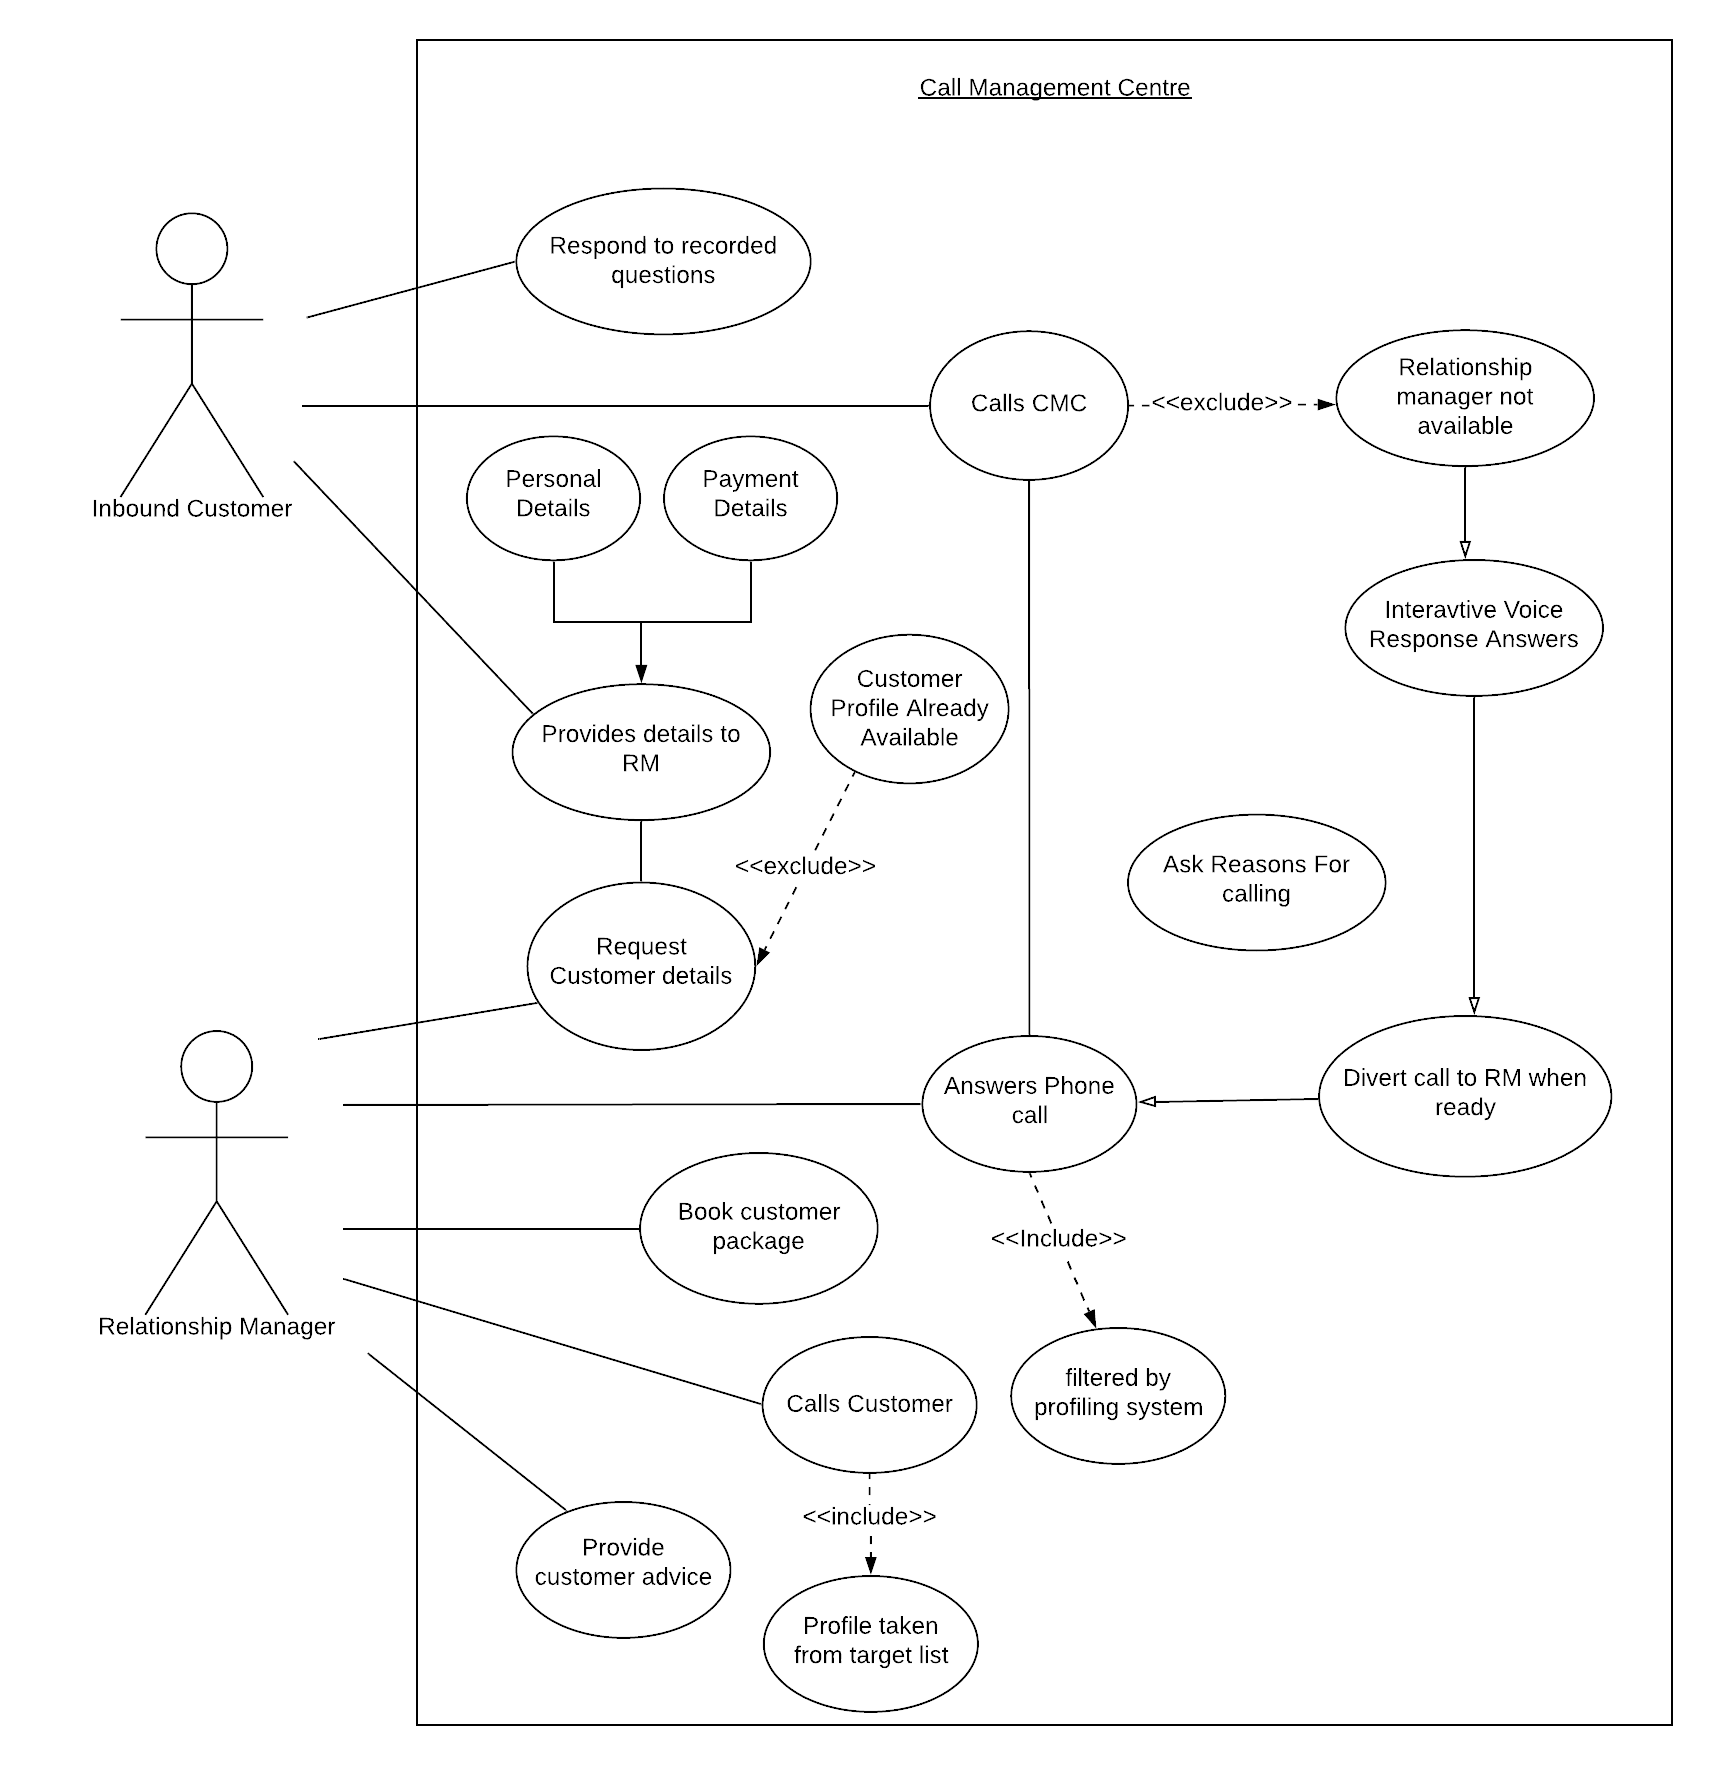 Call Management Centre
Respond to recorded
questions
Calls CMC
<<exclude>>
Relationship
manager not
available
Inbound Customer
Personal
Details
Payment
Details
Interavtive Voice
Response Answers
Customer
Profile Already
Available
Provides details to
RM
<<exclude>>
Ask Reasons For
calling
Request
Customer details
Answers Phone
call
Divert call to RM when
ready
Book customer
package
<<Include>>
Relationship Manager
Calls Customer
filtered by
profiling system
<<include>>
Provide
customer advice
Profile taken
from target list